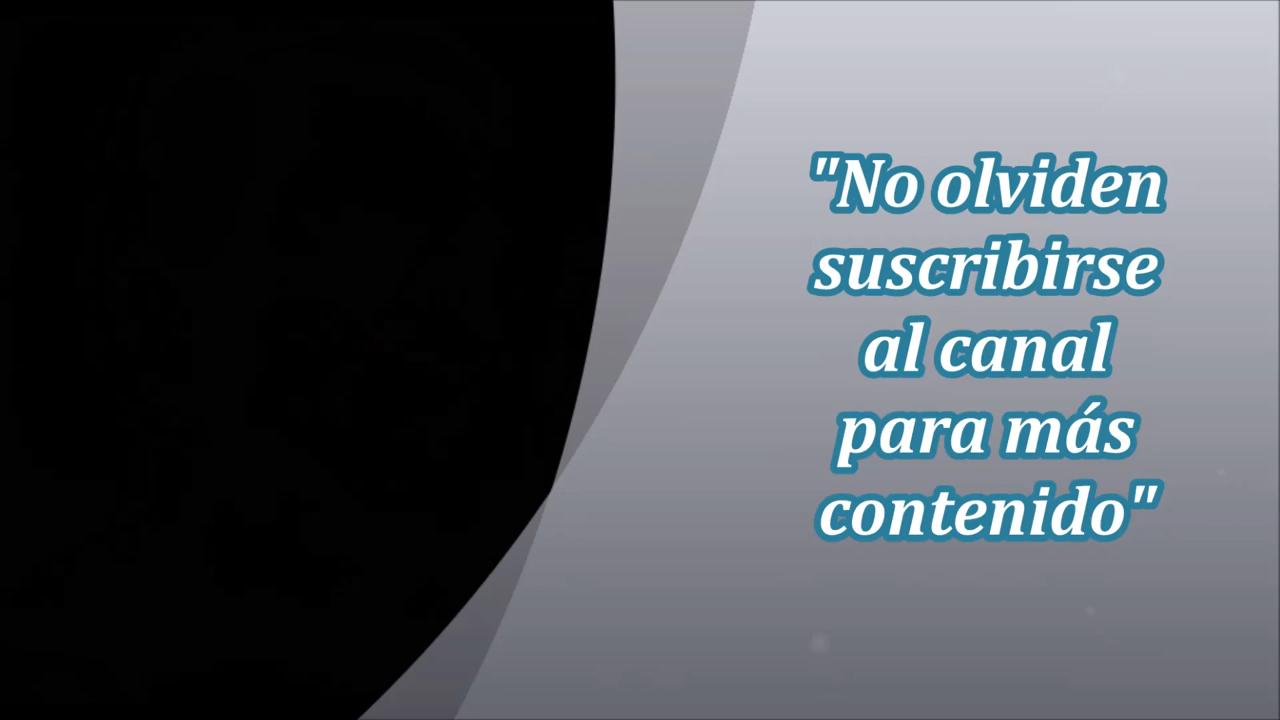 "No olviden
suscribirse
al canal
para más
contenido"